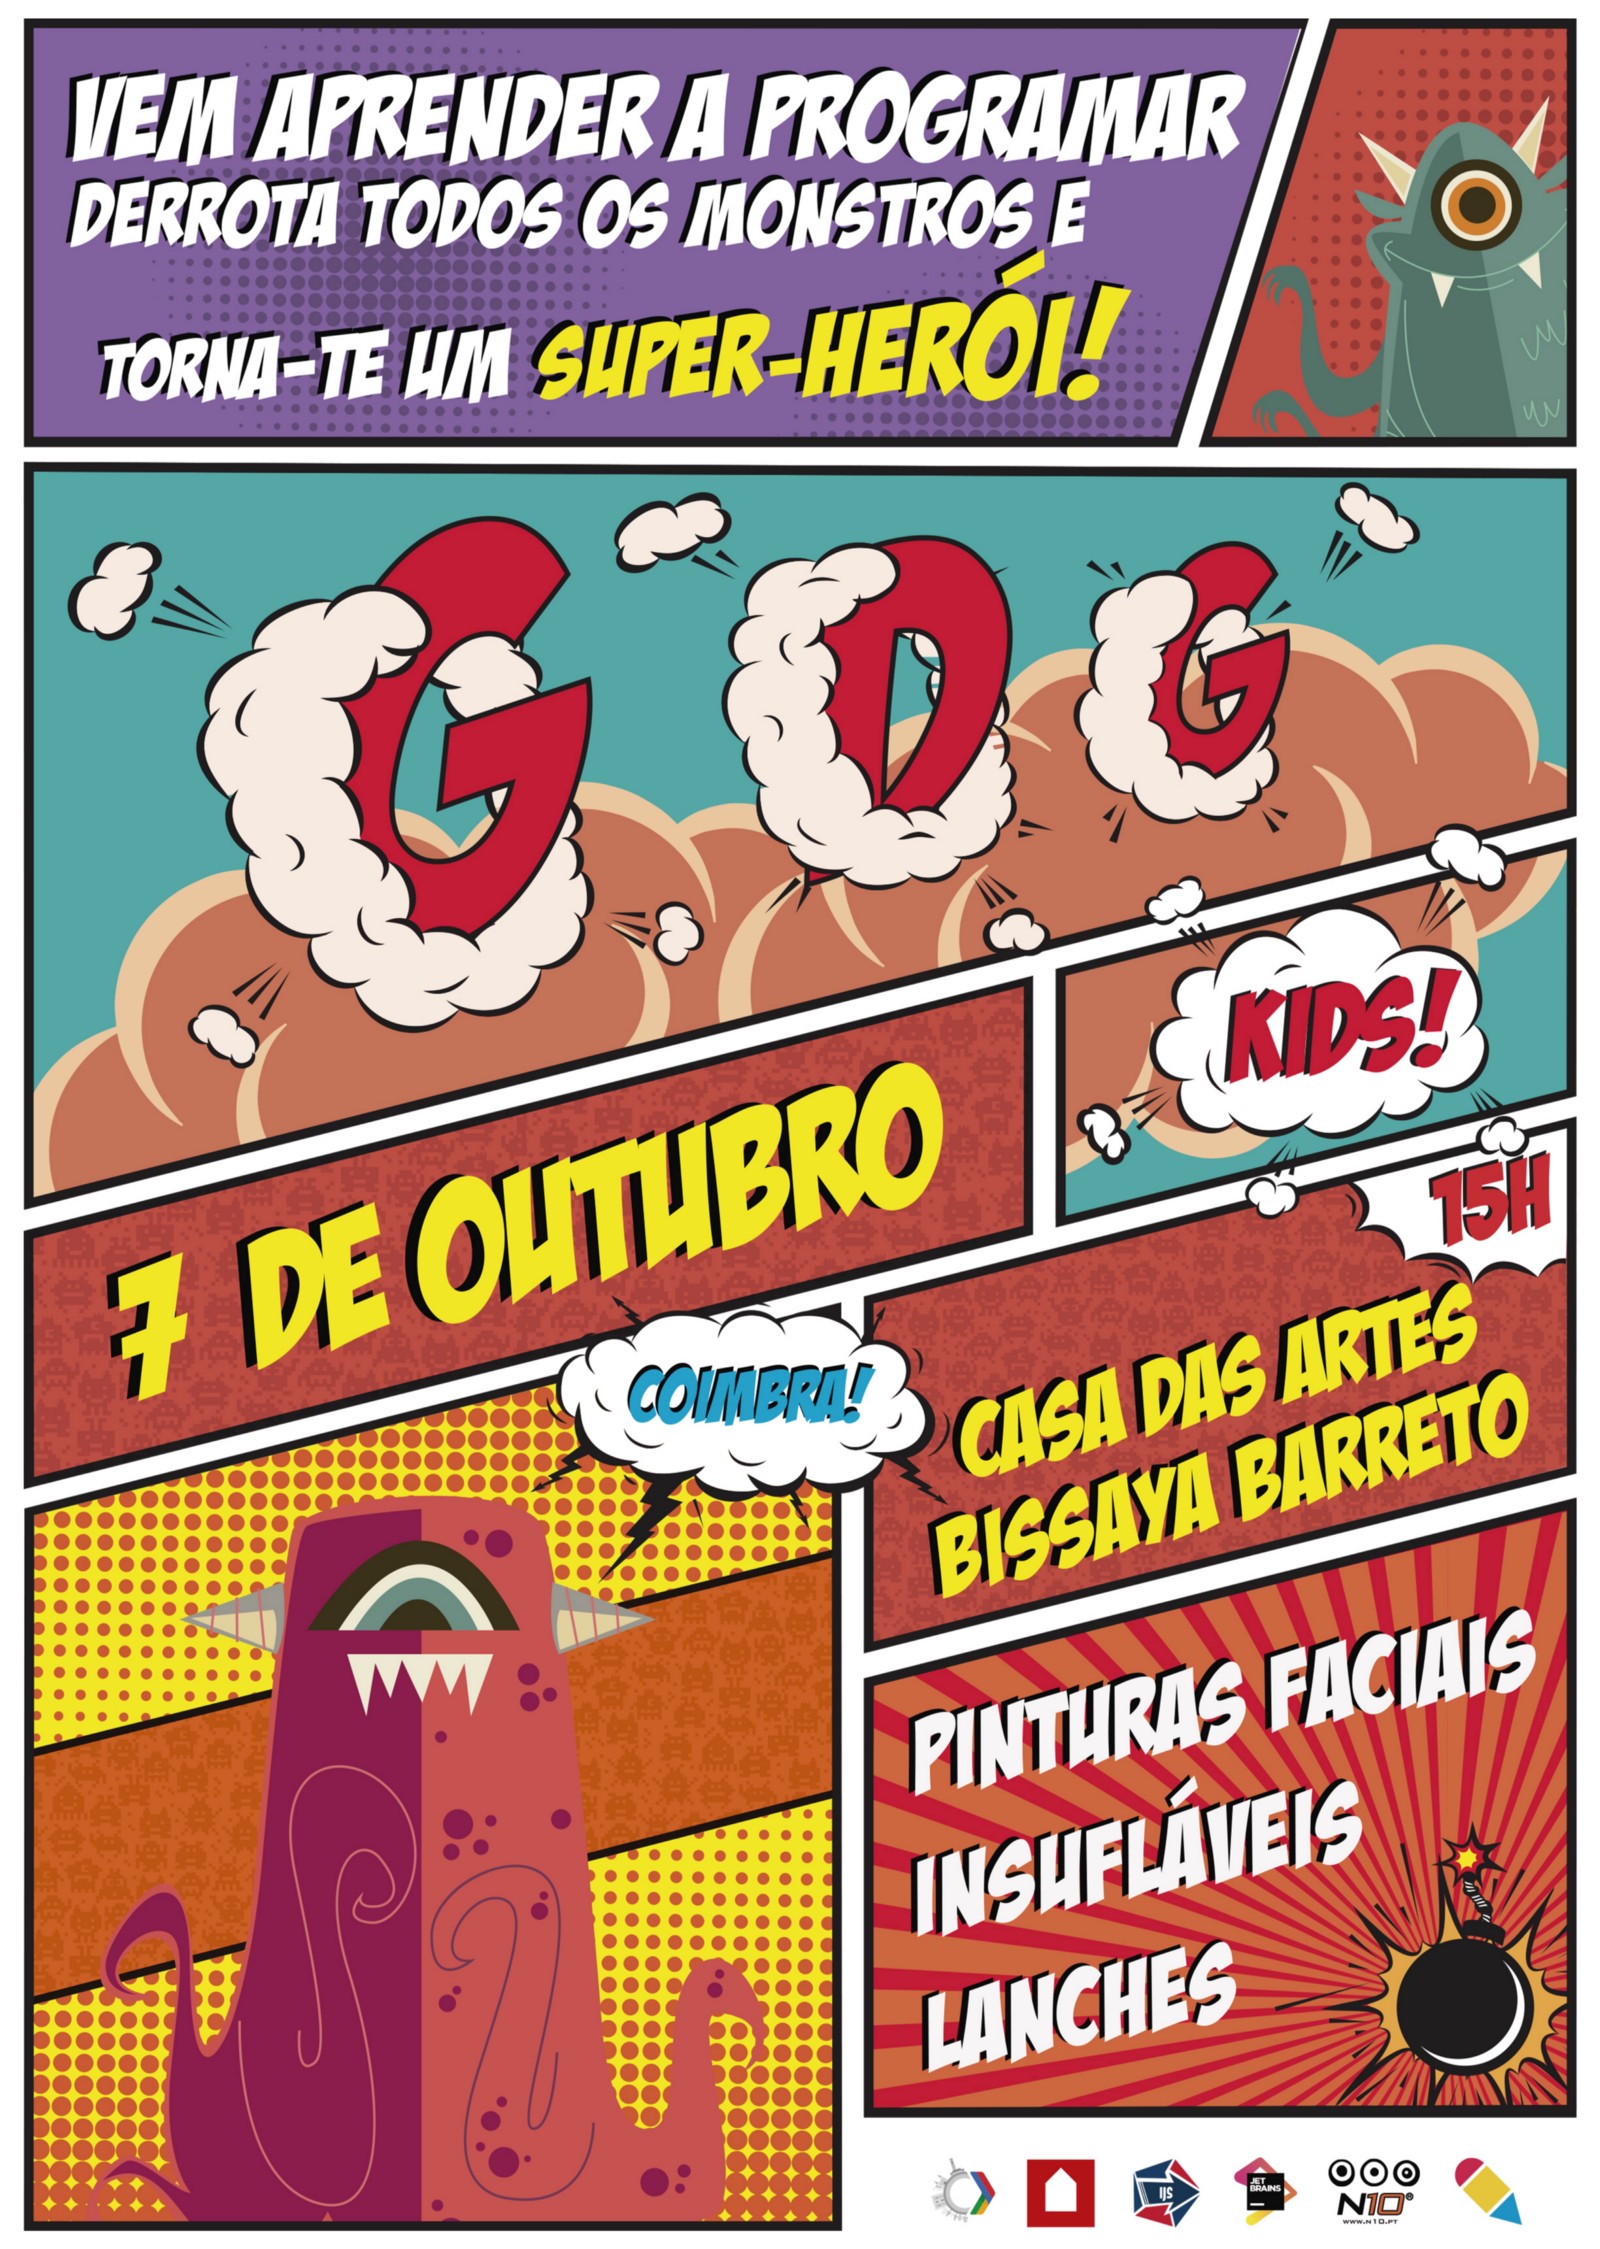 VEM APRENDER A PROGRAMAR
DERROTA TODOS OS MONSTROS E
TORNA-TE UM SUPER-HERÓI!
G D G
KIDS!
7 DE OUTUBRO
15H
COIMBRA!
CASA DAS ARTES
BISSAYA BARRETO
PINTURAS FACIAIS
INSUFLÁVEIS
LANCHES
IJS
JET
BRAINS
N10®
WWW.N10.PT